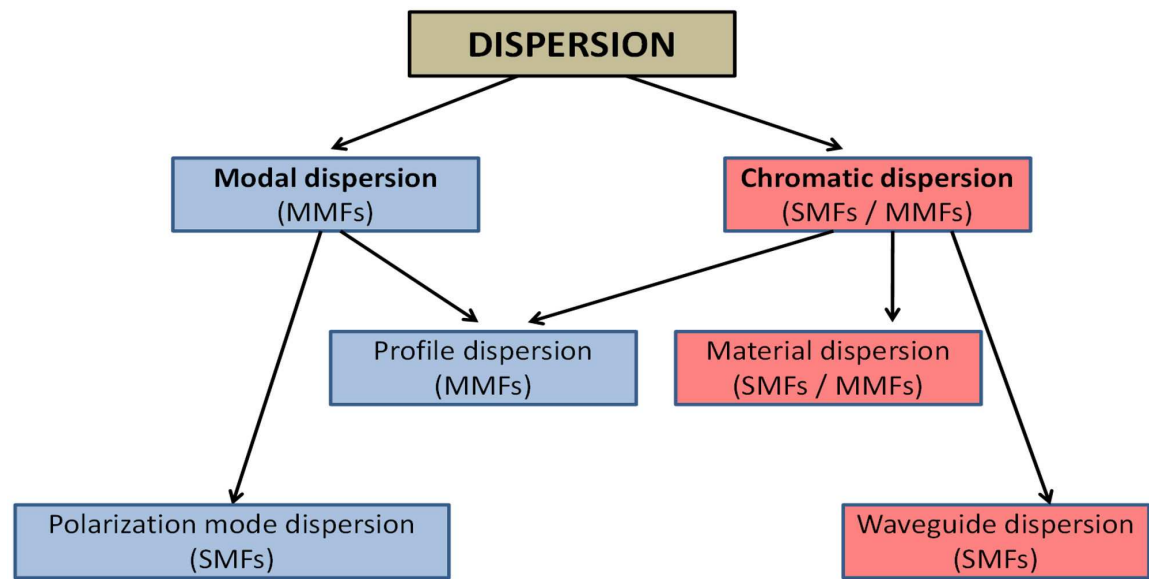 DISPERSION
Modal dispersion
(MMFs)
Chromatic dispersion
(SMFs / MMFs)
Profile dispersion
(MMFs)
Material dispersion
(SMFs / MMFs)
Polarization mode dispersion
(SMFs)
Waveguide dispersion
(SMFs)